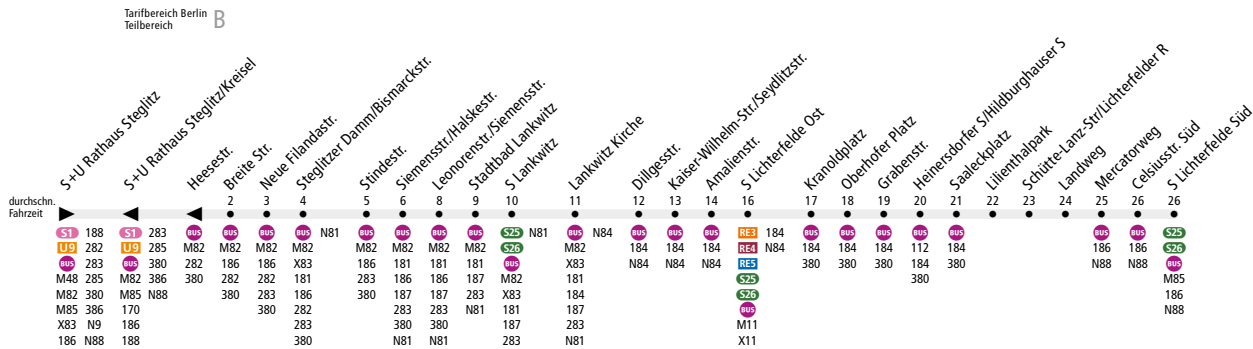 Tarifbereich Berlin
Teilbereich
B
S+U Rathaus Steglitz
S+U Rathaus Steglitz/Kreisel
Heesestr.
Breite Str.
Neue Filandastr.
Steglitzer Damm/Bismarckstr.
Stindestr.
Siemensstr./Halskestr.
Leonorenstr./Siemensstr.
Stadtbad Lankwitz
S Lankwitz
Lankwitz Kirche
Dillgesstr.
Kaiser-Wilhelm-Str./Seydlitzstr.
Amalienstr.
S Lichterfelde Ost
Kranoldplatz
Oberhofer Platz
Grabenstr.
Heinersdorfer S/Hildburghauser S
Saaleckplatz
Lilienthalpark
Schütte-Lanz-Str/Lichterfelder R
Landweg
Mercatorweg
Celsiusstr. Süd
S Lichterfelde Süd
durchschn. 2 3 4 5 6 8 9 10 11 12 13 14 16 17 18 19 20 21 22 23 24 25 26 26
Fahrzeit
S1 188 S1 283 BUS BUS BUS BUS N81 BUS BUS BUS BUS S25 N81 BUS N84 BUS BUS BUS RE3 184 BUS BUS BUS BUS BUS BUS BUS S25
U9 282 U9 285 M82 M82 M82 M82 M82 M82 M82 M82 S26 M82 184 184 184 RE4 N84 184 184 184 112 184 186 186 S26
BUS 283 BUS 380 282 186 186 X83 186 181 181 181 BUS X83 N84 N84 N84 RE5 380 380 380 184 380 N88 N88 BUS
M48 285 M82 386 380 282 282 181 283 186 186 187 M82 181 S25 380 M85
M82 380 M85 N88 380 283 186 380 187 187 283 X83 184 S26 186
M85 386 170 380 282 283 283 N81 181 187 BUS N88
X83 N9 186 283 380 380 187 283 M11
186 N88 188 380 N81 N81 283 N81 X11